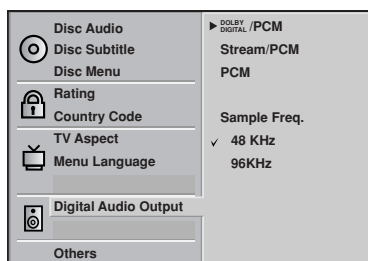 Disc Audio
Disc Subtitle
Disc Menu
Rating
Country Code
TV Aspect
Menu Language
Digital Audio Output
Others
DOLBY DIGITAL /PCM
Stream/PCM
PCM
Sample Freq.
48 KHz
96KHz